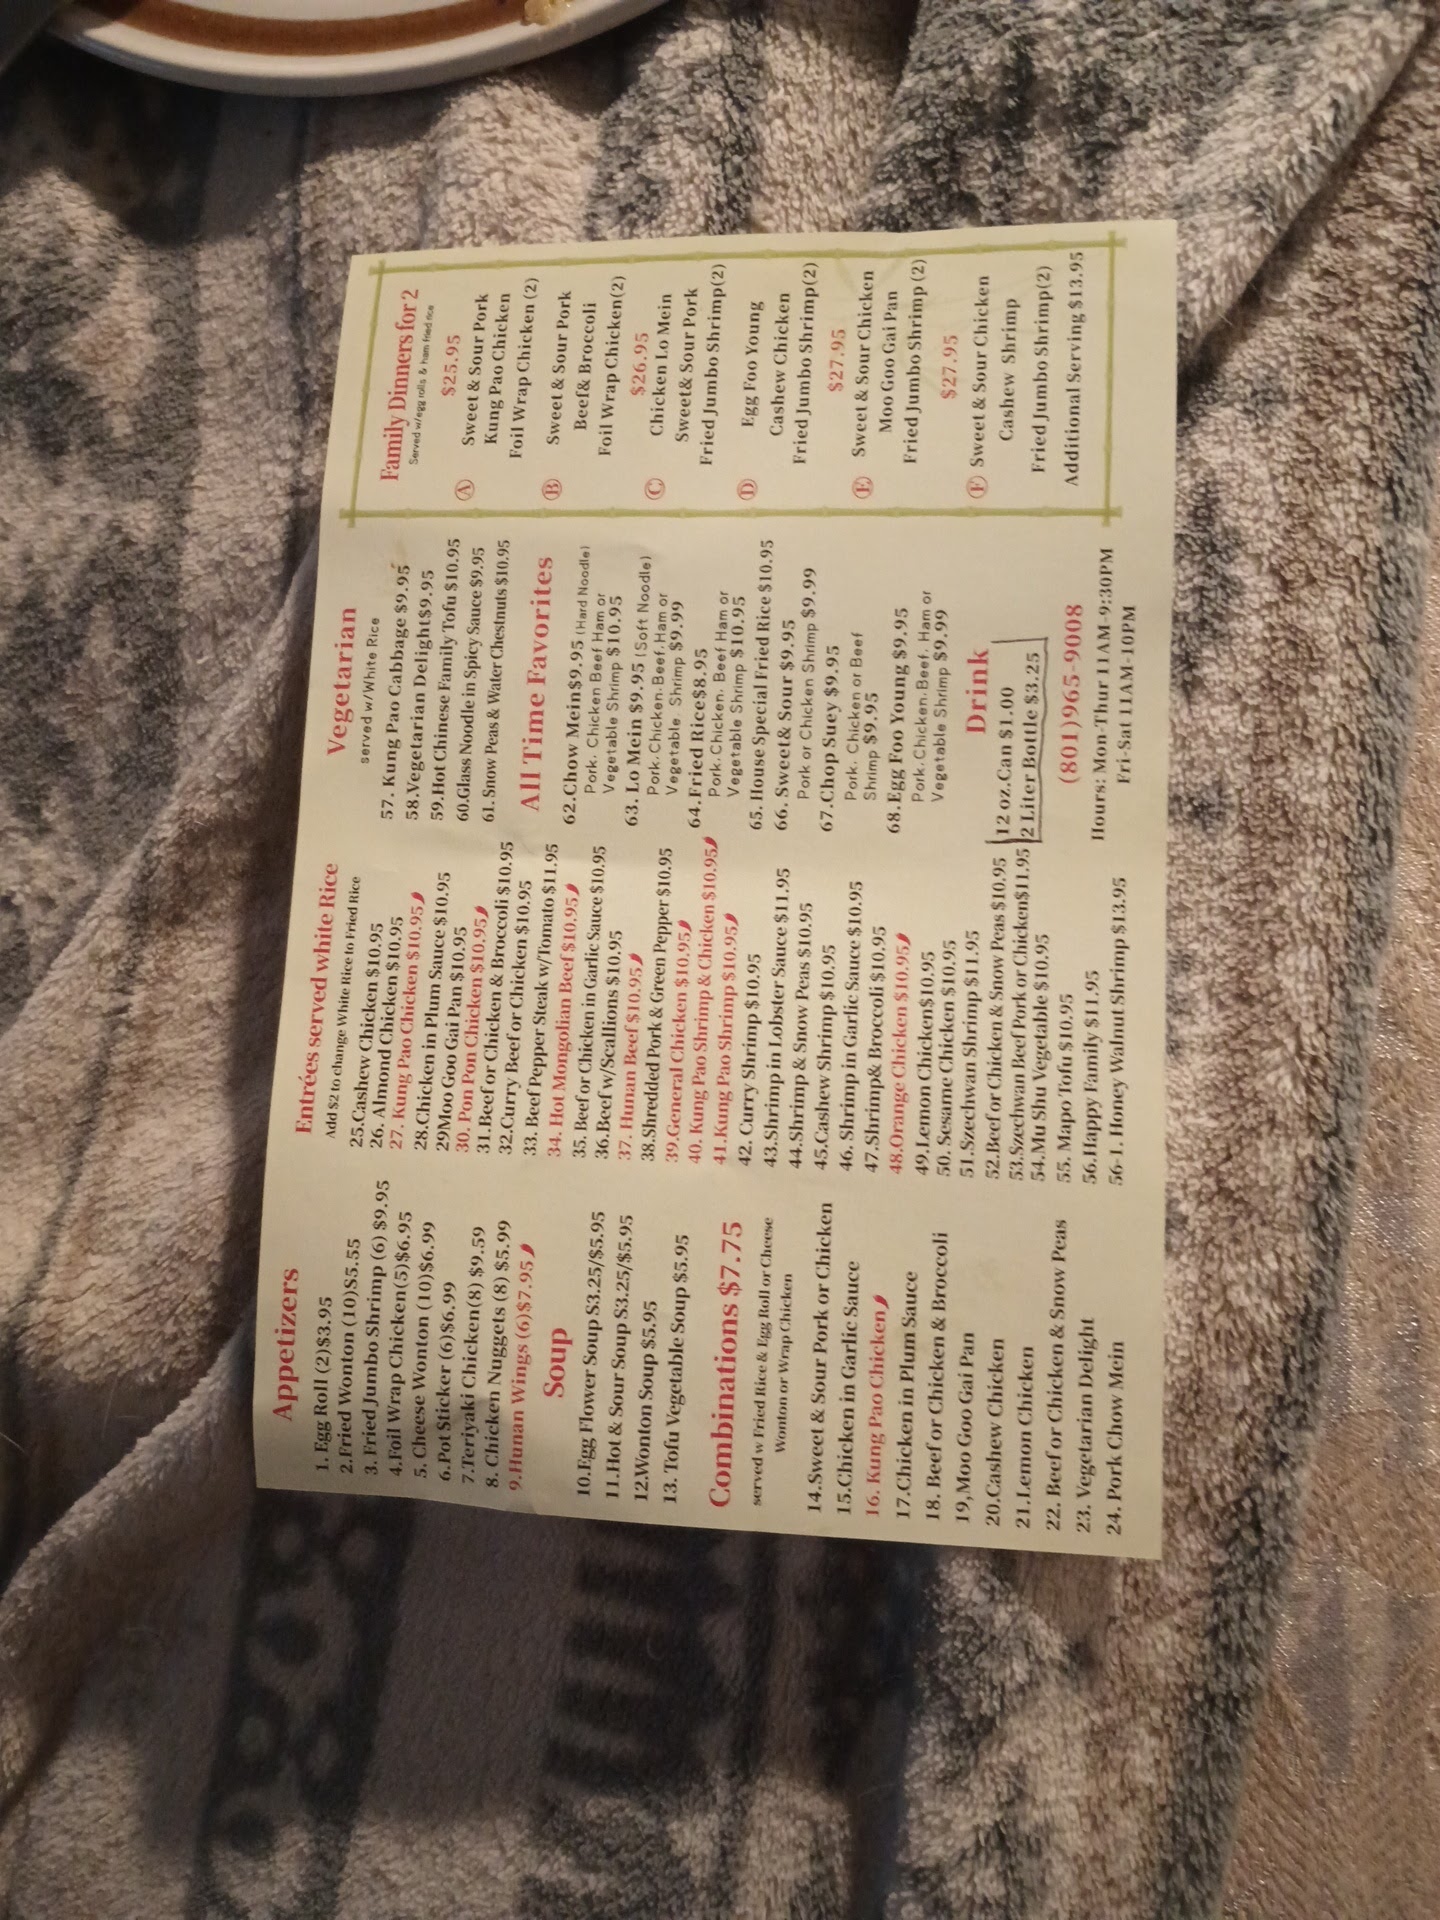 Appetizers
1. Egg Roll (2)$3.95
2.Fried Wonton (10)$5.55
3. Fried Jumbo Shrimp (6) $9.95
4.Foil Wrap Chicken(5)$6.95
5. Cheese Wonton (10)$6.99
6.Pot Sticker (6)$6.99
7.Teriyaki Chicken(8) $9.59
8. Chicken Nuggets (8) $5.99
9.Hunan Wings (6)$7.95
Soup
10.Egg Flower Soup $3.25/$5.95
11.Hot & Sour Soup $3.25/$5.95
12.Wonton Soup $5.95
13. Tofu Vegetable Soup $5.95
Combinations $7.75
served w Fried Rice & Egg Roll or Cheese
Wonton or Wrap Chicken
14.Sweet & Sour Pork or Chicken
15.Chicken in Garlic Sauce
16. Kung Pao Chicken
17.Chicken in Plum Sauce
18. Beef or Chicken & Broccoli
19,Moo Goo Gai Pan
20.Cashew Chicken
21.Lemon Chicken
22. Beef or Chicken & Snow Peas
23. Vegetarian Delight
24. Pork Chow Mein
Entrées served white Rice
Add $2 to change White Rice to Fried Rice
25.Cashew Chicken $10.95
26. Almond Chicken $10.95
27. Kung Pao Chicken $10.95
28.Chicken in Plum Sauce $10.95
29Moo Goo Gai Pan $10.95
30. Pon Pon Chicken $10.95
31.Beef or Chicken & Broccoli $10.95
32.Curry Beef or Chicken $10.95
33. Beef Pepper Steak w/Tomato $11.95
34. Hot Mongolian Beef $10.95
35. Beef or Chicken in Garlic Sauce $10.95
36.Beef w/Scallions $10.95
37. Hunan Beef $10.95
38.Shredded Pork & Green Pepper $10.95
39.General Chicken $10.95
40. Kung Pao Shrimp & Chicken $10.95
41.Kung Pao Shrimp $10.95
42. Curry Shrimp $10.95
43.Shrimp in Lobster Sauce $11.95
44.Shrimp & Snow Peas $10.95
45.Cashew Shrimp $10.95
46. Shrimp in Garlic Sauce $10.95
47.Shrimp& Broccoli $10.95
48.Orange Chicken $10.95
49.Lemon Chicken$10.95
50. Sesame Chicken $10.95
51.Szechwan Shrimp $11.95
52.Beef or Chicken & Snow Peas $10.95
53.Szechwan Beef Pork or Chicken$11.95
54.Mu Shu Vegetable $10.95
55. Mapo Tofu $10.95
56.Happy Family $11.95
56-1. Honey Walnut Shrimp $13.95
Vegetarian
served w/White Rice
57. Kung Pao Cabbage $9.95
58.Vegetarian Delight$9.95
59.Hot Chinese Family Tofu $10.95
60.Glass Noodle in Spicy Sauce $9.95
61. Snow Peas & Water Chestnuts $10.95
All Time Favorites
62.Chow Mein$9.95 (Hard Noodle)
Pork. Chicken Beef Ham or
Vegetable Shrimp $10.95
63. Lo Mein $9.95 (Soft Noodle)
Pork.Chicken.Beef.Ham or
Vegetable. Shrimp $9.99
64.Fried Rice$8.95
Pork.Chicken. Beef Ham or
Vegetable Shrimp $10.95
65. House Special Fried Rice $10.95
66. Sweet& Sour $9.95
Pork or Chicken Shrimp $9.99
67.Chop Suey $9.95
Pork. Chicken or Beef
Shrimp $9.95
68.Egg Foo Young $9.95
Pork.Chicken.Beef. Ham or
Vegetable Shrimp $9.99
Drink
12 oz.Can $1.00
2 Liter Bottle $3.25
(801)965-9008
Hours: Mon-Thur 11AM-9:30PM
Fri-Sat 11AM-10PM
Family Dinners for 2
Served w/egg rolls & ham fried rice
$25.95
A Sweet & Sour Pork
Kung Pao Chicken
Foil Wrap Chicken (2)
B Sweet & Sour Pork
Beef& Broccoli
Foil Wrap Chicken(2)
$26.95
C Chicken Lo Mein
Sweet& Sour Pork
Fried Jumbo Shrimp(2)
D Egg Foo Young
Cashew Chicken
Fried Jumbo Shrimp(2)
$27.95
E Sweet & Sour Chicken
Moo Goo Gai Pan
Fried Jumbo Shrimp (2)
$27.95
F Sweet & Sour Chicken
Cashew Shrimp
Fried Jumbo Shrimp(2)
Additional Serving $13.95